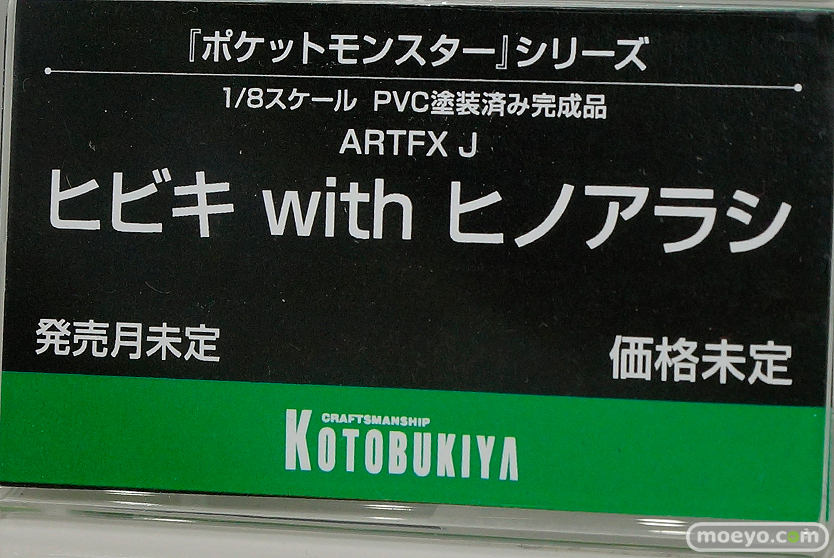 『ポケットモンスター』シリーズ
1/8スケール PVC塗装済み完成品
ARTFX J
ヒビキ with ヒノアラシ
発売月未定
価格未定
CRAFTSMANSHIP
KOTOBUKIYA
moeyo.com